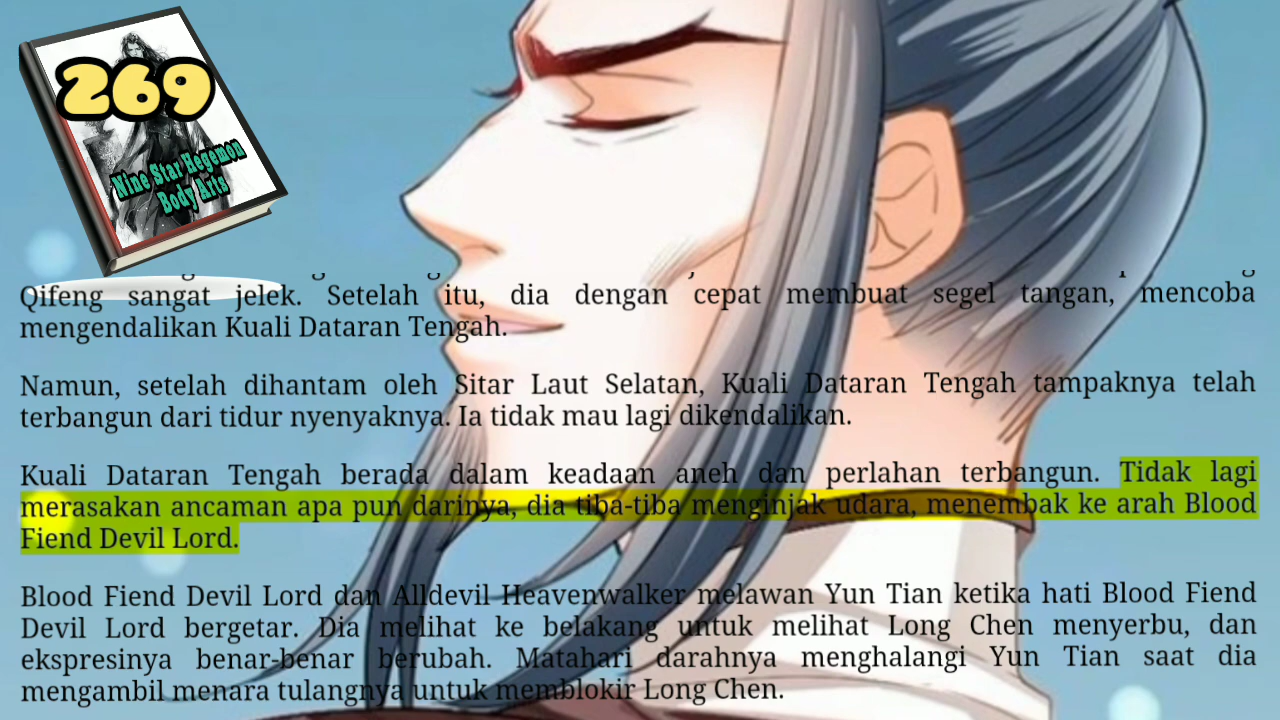 269
Nine Star Hegemon
Body Arts
Qifeng sangat jelek. Setelah itu, dia dengan cepat membuat segel tangan, mencoba
mengendalikan Kuali Dataran Tengah.
Namun, setelah dihantam oleh Sitar Laut Selatan, Kuali Dataran Tengah tampaknya telah
terbangun dari tidur nyenyaknya. Ia tidak mau lagi dikendalikan.
Kuali Dataran Tengah berada dalam keadaan aneh dan perlahan terbangun. Tidak lagi
merasakan ancaman apa pun darinya, dia tiba-tiba menginjak udara, menembak ke arah Blood
Fiend Devil Lord.
Blood Fiend Devil Lord dan Alldevil Heavenwalker melawan Yun Tian ketika hati Blood Fiend
Devil Lord bergetar. Dia melihat ke belakang untuk melihat Long Chen menyerbu, dan
ekspresinya benar-benar berubah. Matahari darahnya menghalangi Yun Tian saat dia
mengambil menara tulangnya untuk memblokir Long Chen.